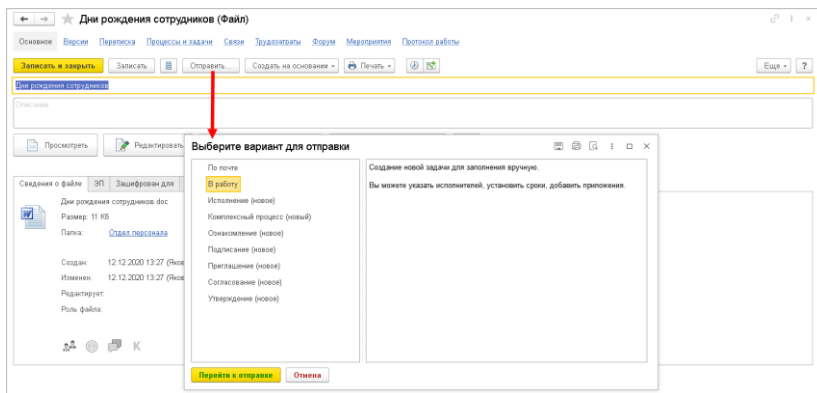 Дни рождения сотрудников (Файл)
Основное Версии Переписка Процессы и задачи Связи Трудозатраты Форум Мероприятия Протокол работы
Записать и закрыть Записать Отправить... Создать на основании Печать Еще ?
Дни рождения сотрудников
Описание
Просмотреть Редактировать
Выберите вариант для отправки
По почте
В работу
Исполнение (новое)
Комплексный процесс (новый)
Ознакомление (новое)
Подписание (новое)
Приглашение (новое)
Согласование (новое)
Утверждение (новое)
Создание новой задачи для заполнения вручную.
Вы можете указать исполнителей, установить сроки, добавить приложения.
Перейти к отправке Отмена
Сведения о файле ЭП Зашифрован для
Дни рождения сотрудников.doc
Размер: 11 Кб
Папка: Отдел персонала
Создан: 12.12.2020 13:27 (Яков
Изменен: 12.12.2020 13:27 (Яков
Редактирует:
Роль файла:
К